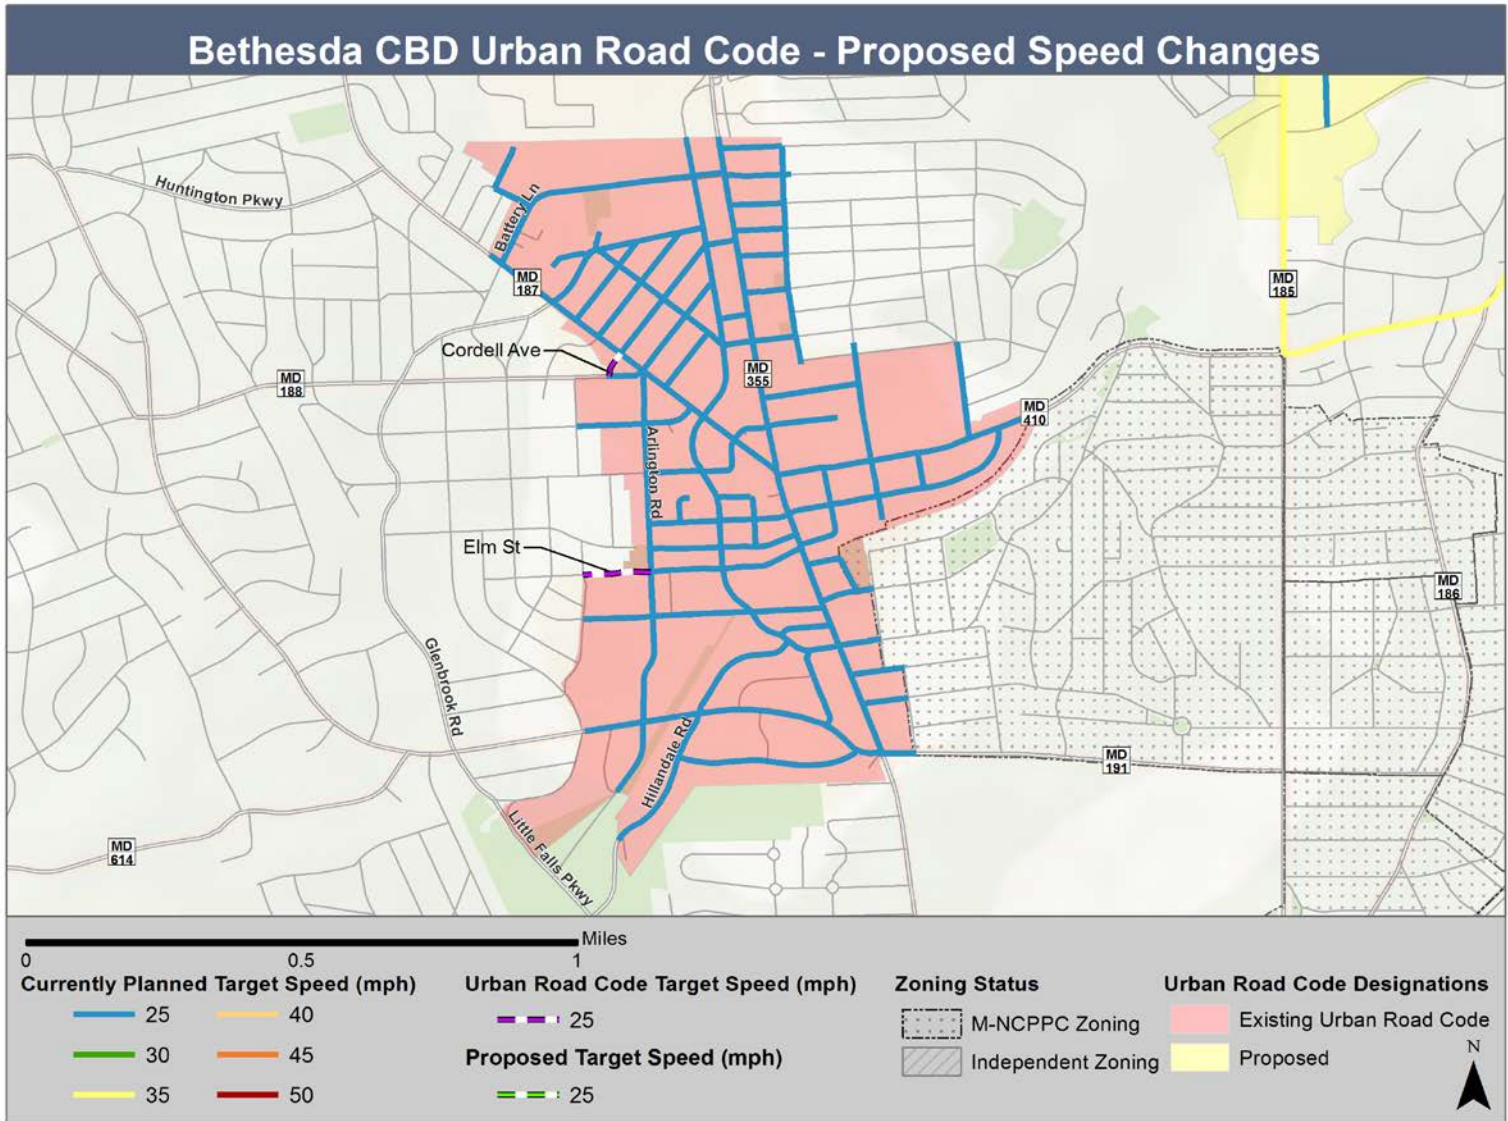 Bethesda CBD Urban Road Code - Proposed Speed Changes
Huntington Pkwy
Battery Ln
MD
187
MD
185
Cordell Ave
MD
188
MD
355
MD
410
Arlington Rd
Elm St
MD
186
Glenbrook Rd
Hillandale Rd
MD
191
Little Falls Pkwy
MD
614
Miles
0
0.5
1
Currently Planned Target Speed (mph)
25
40
30
45
35
50
Urban Road Code Target Speed (mph)
25
Proposed Target Speed (mph)
25
Zoning Status
M-NCPPC Zoning
Independent Zoning
Urban Road Code Designations
Existing Urban Road Code
Proposed
N